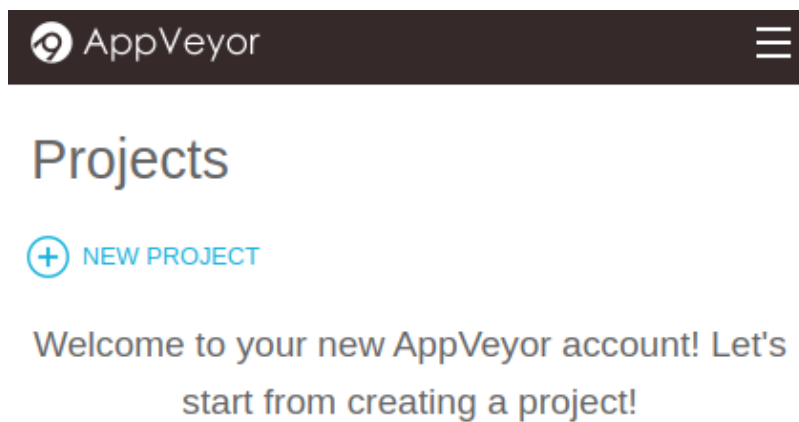 AppVeyor
Projects
NEW PROJECT
Welcome to your new AppVeyor account! Let's
start from creating a project!